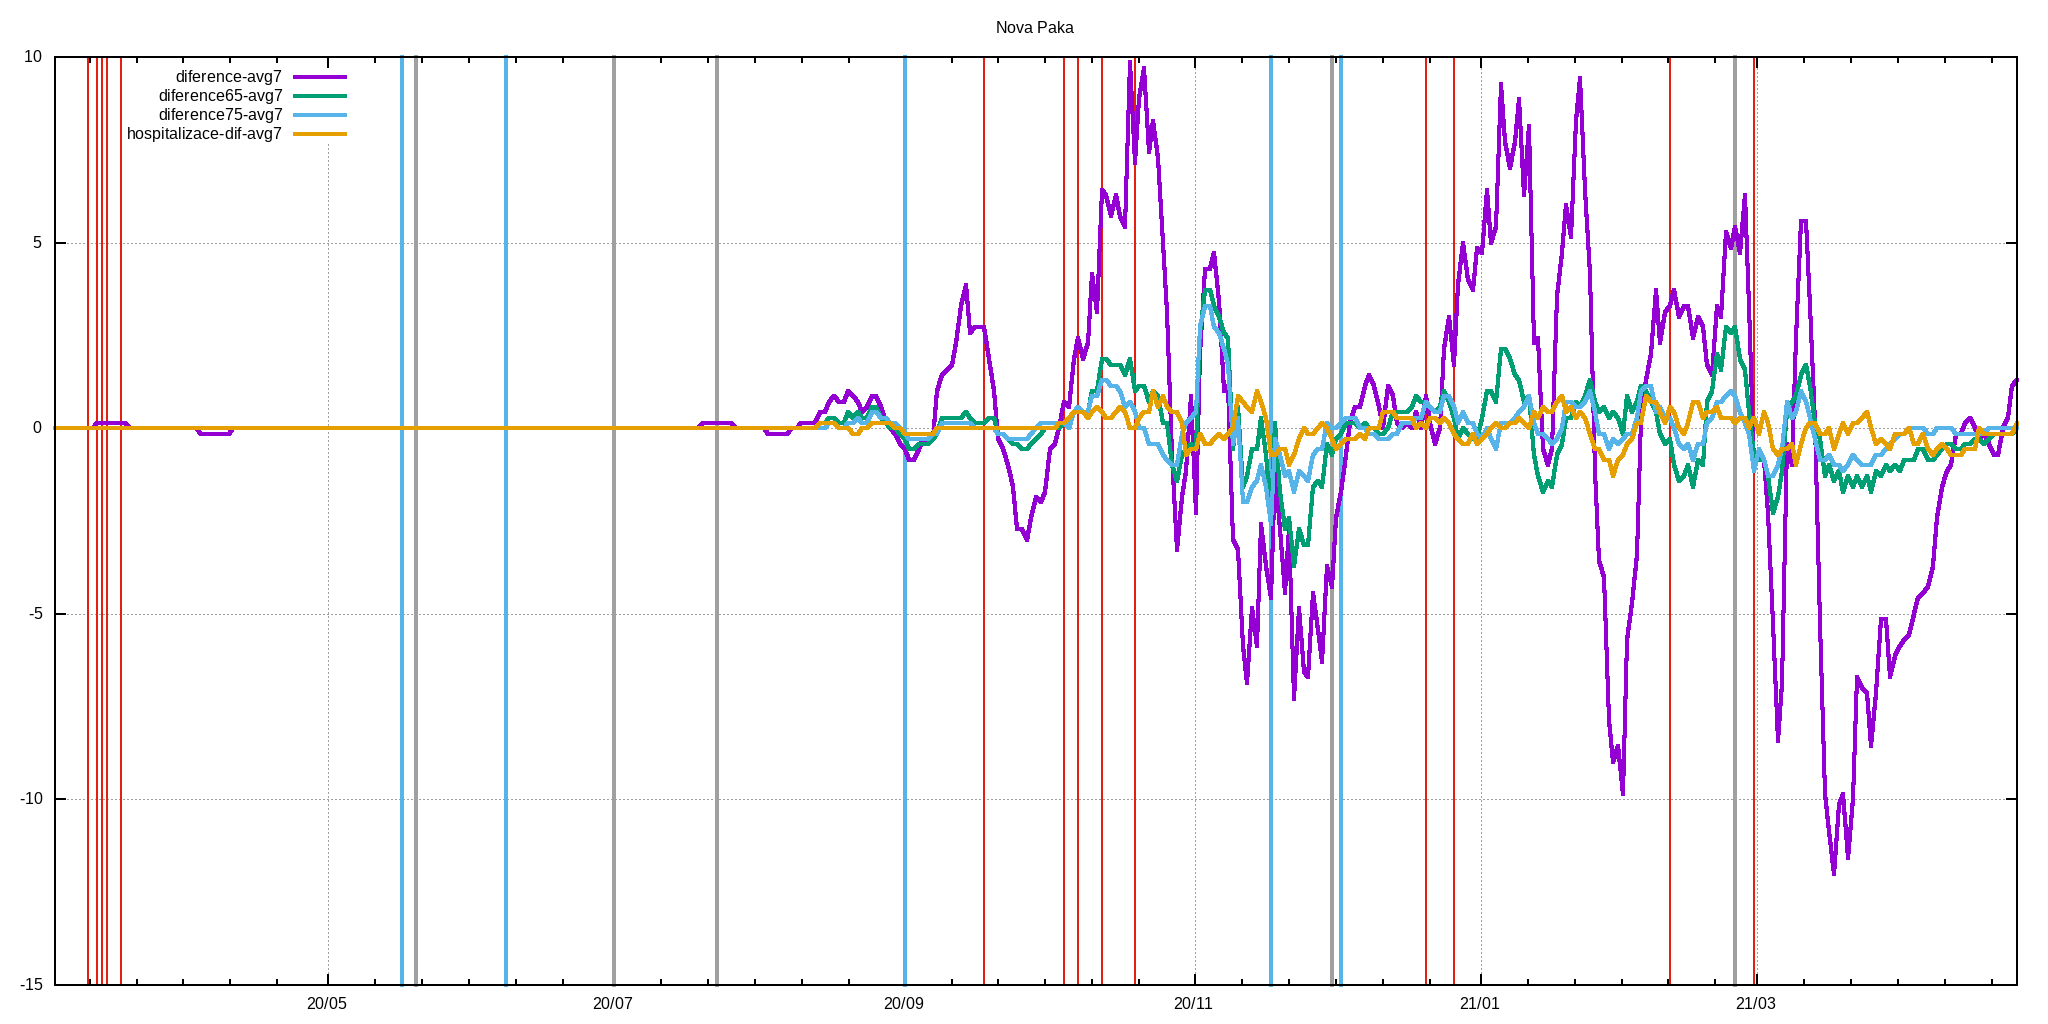 Nova Paka
10
diference-avg7
diference65-avg7
diference75-avg7
hospitalizace-dif-avg7
5
0
-5
-10
-15
20/05 20/07 20/09 20/11 21/01 21/03